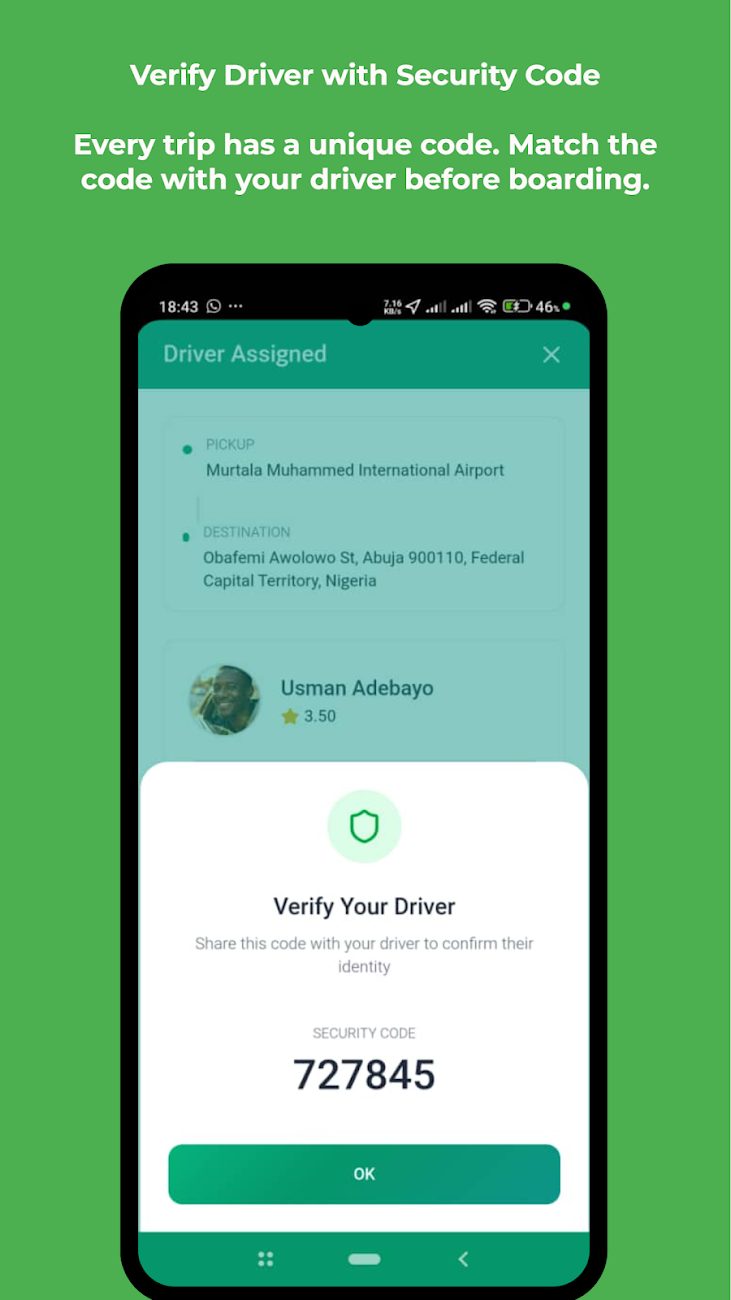 Verify Driver with Security Code
Every trip has a unique code. Match the
code with your driver before boarding.
18:43 ...
7.16
KB/s
46%
Driver Assigned
PICKUP
Murtala Muhammed International Airport
DESTINATION
Obafemi Awolowo St, Abuja 900110, Federal
Capital Territory, Nigeria
Usman Adebayo
3.50
Verify Your Driver
Share this code with your driver to confirm their
identity
SECURITY CODE
727845
OK